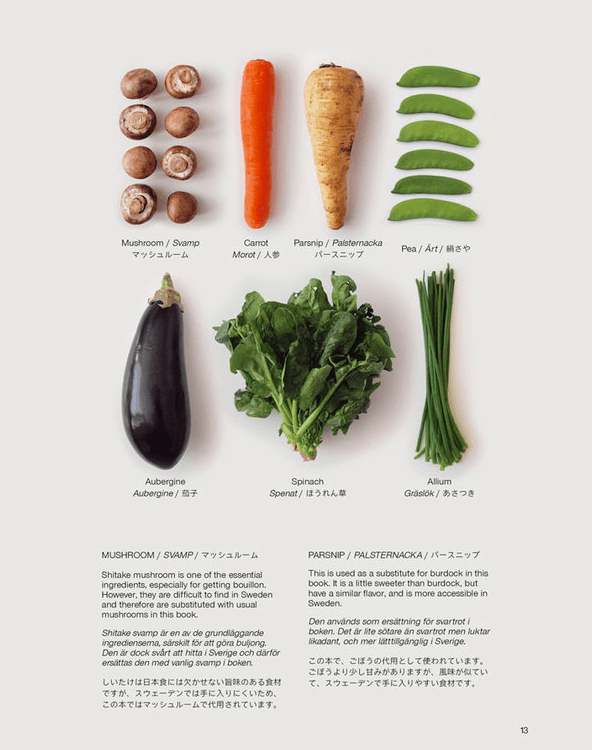 Mushroom / Svamp
マッシュルーム
Carrot
Morot / 人参
Parsnip / Palsternacka
パースニップ
Pea / Ärt / 絹さや
Aubergine
Aubergine / 茄子
Spinach
Spenat / ほうれん草
Allium
Gräslök / あさつき
MUSHROOM / SVAMP / マッシュルーム
Shitake mushroom is one of the essential
ingredients, especially for getting bouillon.
However, they are difficult to find in Sweden
and therefore are substituted with usual
mushrooms in this book.
Shitake svamp är en av de grundläggande
ingredienserna, särskilt för att göra buljong.
Den är dock svårt att hitta i Sverige och därför
ersättas den med vanlig svamp i boken.
しいたけは日本食には欠かせない旨味のある食材
ですが、スウェーデンでは手に入りにくいため、
この本ではマッシュルームで代用されています。
PARSNIP / PALSTERNACKA / パースニップ
This is used as a substitute for burdock in this
book. It is a little sweeter than burdock, but
have a similar flavor, and is more accessible in
Sweden.
Den används som ersättning för svartrot i
boken. Det är lite sötare än svartrot men luktar
likadant, och mer lätttillgänglig i Sverige.
この本で、ごぼうの代用として使われています。
ごぼうより少し甘みがありますが、風味が似てい
て、スウェーデンで手に入りやすい食材です。
13